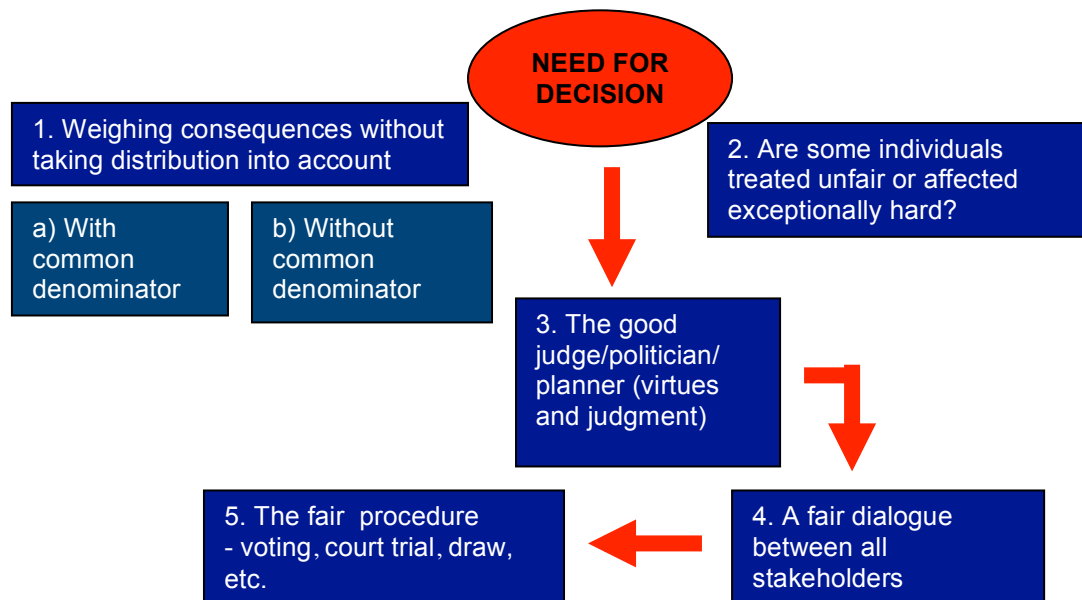 NEED FOR
DECISION
1. Weighing consequences without
taking distribution into account
2. Are some individuals
treated unfair or affected
exceptionally hard?
a) With
common
denominator
b) Without
common
denominator
3. The good
judge/politician/
planner (virtues
and judgment)
4. A fair dialogue
between all
stakeholders
5. The fair  procedure
- voting, court trial, draw,
etc.